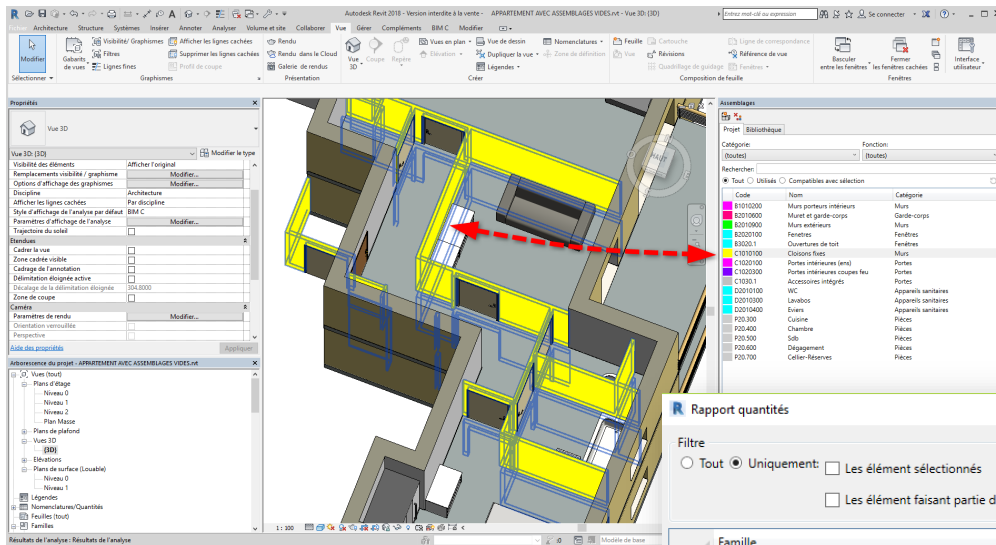 Autodesk Revit 2018 - Version interdite à la vente - APPARTEMENT AVEC ASSEMBLAGES VIDES.rvt - Vue 3D: {3D}
Entrez mot-clé ou expression
Se connecter
Architecture Structure Systèmes Insérer Annoter Analyser Volume et site Collaborer Vue Gérer Compléments BIM C Modifier
Modifier
Gabarits de vues
Visibilité/ Graphismes
Filtres
Lignes fines
Afficher les lignes cachées
Supprimer les lignes cachées
Profil de coupe
Rendu
Rendu dans le Cloud
Galerie de rendus
Vue 3D
Coupe
Repère
Vues en plan
Élévation
Vue de dessin
Dupliquer la vue
Légendes
Nomenclatures
Zone de définition
Feuille
Vue
Cartouche
Révisions
Quadrillage de guidage
Ligne de correspondance
Référence de vue
Fenêtres
Basculer entre les fenêtres
Fermer les fenêtres cachées
Interface utilisateur
Sélectionner
Graphismes
Présentation
Créer
Composition de feuille
Fenêtres
Propriétés
Vue 3D
Vue 3D: {3D}
Modifier le type
Visibilité des éléments Afficher l'original
Remplacements visibilité / graphisme Modifier...
Options d'affichage des graphismes Modifier...
Discipline Architecture
Afficher les lignes cachées Par discipline
Style d'affichage de l'analyse par défaut BIM C
Paramètres d'affichage de l'analyse Modifier...
Trajectoire du soleil
Etendues
Cadrer la vue
Zone cadrée visible
Cadrage de l'annotation
Délimitation éloignée active
Décalage de la délimitation éloignée 304.8000
Zone de coupe
Caméra
Paramètres de rendu Modifier...
Orientation verrouillée
Perspective
Aide des propriétés
Appliquer
Arborescence du projet - APPARTEMENT AVEC ASSEMBLAGES VIDES.rvt
Vues (tout)
Plans d'étage
Niveau 0
Niveau 1
Niveau 2
Plan Masse
Plans de plafond
Vues 3D
{3D}
Elévations
Plans de surface (Louable)
Niveau 0
Niveau 1
Légendes
Nomenclatures/Quantités
Feuilles (tout)
Familles
HAUT
1 : 100
Résultats de l'analyse : Résultats de l'analyse
:0
Modèle de base
Assemblages
Projet Bibliothèque
Catégorie: Fonction:
(toutes) (toutes)
Rechercher:
Tout Utilisés Compatibles avec sélection
Code Nom Catégorie
B1010200 Murs porteurs intérieurs Murs
B2010600 Muret et garde-corps Garde-corps
B2010900 Murs extérieurs Murs
B2020100 Fenetres Fenêtres
B3020.1 Ouvertures de toit Fenêtres
C1010100 Cloisons fixes Murs
C1020100 Portes intérieures (ens) Portes
C1020300 Portes intérieures coupes feu Portes
C1030.1 Accessoires intégrés Portes
D2010100 WC Appareils sanitaires
D2010300 Lavabos Appareils sanitaires
D2010400 Eviers Appareils sanitaires
P20.300 Cuisine Pièces
P20.400 Chambre Pièces
P20.500 Sdb Pièces
P20.600 Dégagement Pièces
P20.700 Cellier-Réserves Pièces
R Rapport quantités
Filtre
Tout Uniquement: Les élément sélectionnés
Les élément faisant partie d
Famille